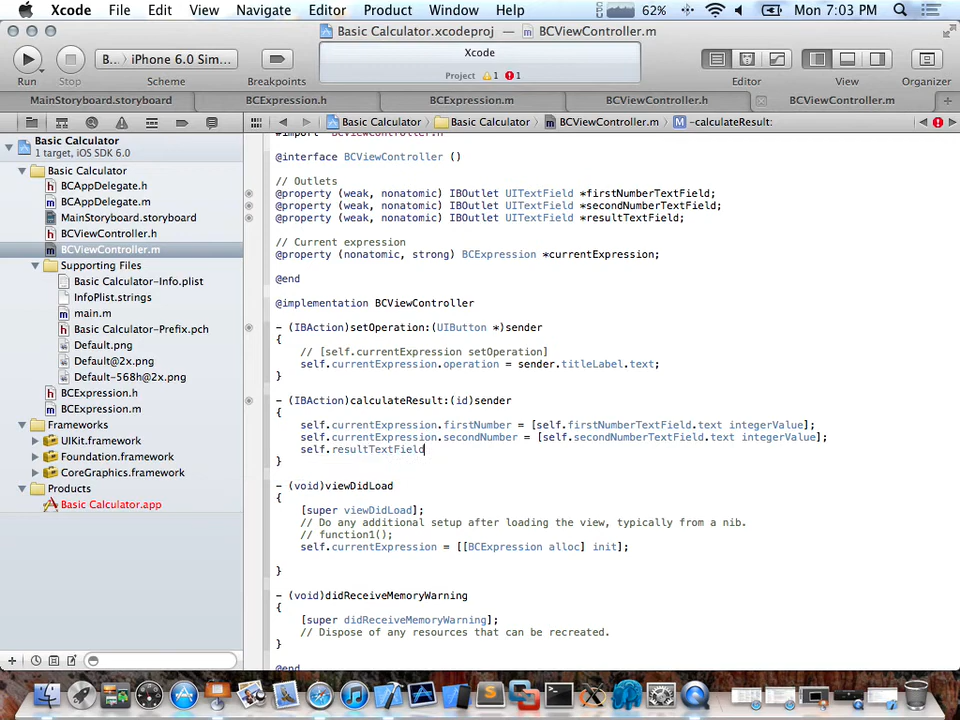 Xcode File Edit View Navigate Editor Product Window Help 62% Mon 7:03 PM
Basic Calculator.xcodeproj — BCViewController.m
B... iPhone 6.0 Sim... Xcode
Project 1 1
Run Stop Scheme Breakpoints Editor View Organizer
MainStoryboard.storyboard BCExpression.h BCExpression.m BCViewController.h BCViewController.m
Basic Calculator Basic Calculator BCViewController.m M -calculateResult:
Basic Calculator
1 target, iOS SDK 6.0
Basic Calculator
BCAppDelegate.h
BCAppDelegate.m
MainStoryboard.storyboard
BCViewController.h
BCViewController.m
Supporting Files
Basic Calculator-Info.plist
InfoPlist.strings
main.m
Basic Calculator-Prefix.pch
Default.png
Default@2x.png
Default-568h@2x.png
BCExpression.h
BCExpression.m
Frameworks
UIKit.framework
Foundation.framework
CoreGraphics.framework
Products
Basic Calculator.app
@interface BCViewController ()
// Outlets
@property (weak, nonatomic) IBOutlet UITextField *firstNumberTextField;
@property (weak, nonatomic) IBOutlet UITextField *secondNumberTextField;
@property (weak, nonatomic) IBOutlet UITextField *resultTextField;
// Current expression
@property (nonatomic, strong) BCExpression *currentExpression;
@end
@implementation BCViewController
- (IBAction)setOperation:(UIButton *)sender
{
// [self.currentExpression setOperation]
self.currentExpression.operation = sender.titleLabel.text;
}
- (IBAction)calculateResult:(id)sender
{
self.currentExpression.firstNumber = [self.firstNumberTextField.text integerValue];
self.currentExpression.secondNumber = [self.secondNumberTextField.text integerValue];
self.resultTextField
}
- (void)viewDidLoad
{
[super viewDidLoad];
// Do any additional setup after loading the view, typically from a nib.
// function1();
self.currentExpression = [[BCExpression alloc] init];
}
- (void)didReceiveMemoryWarning
{
[super didReceiveMemoryWarning];
// Dispose of any resources that can be recreated.
}
@end